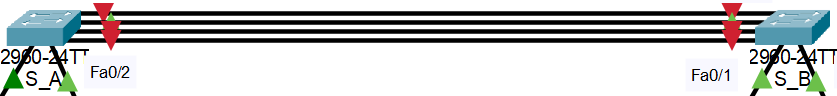 2960-24TT
S_A
Fa0/2
Fa0/1
2960-24TT
S_B